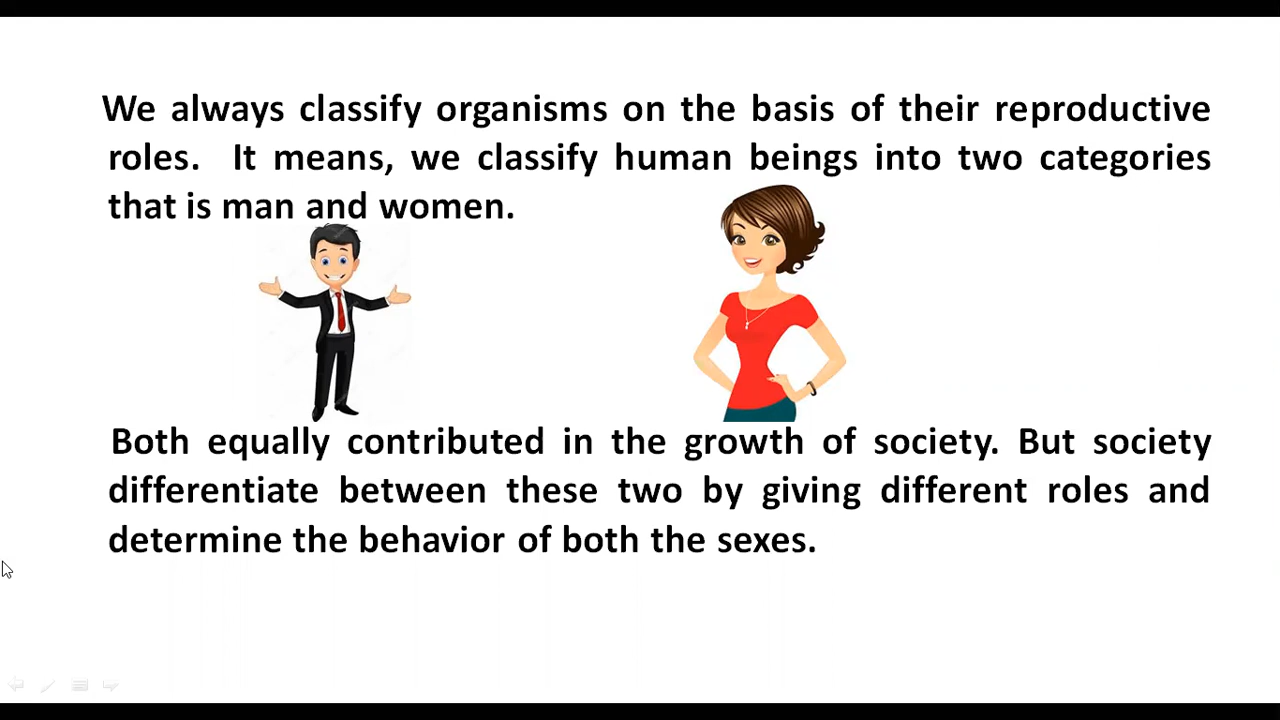 We always classify organisms on the basis of their reproductive
roles. It means, we classify human beings into two categories
that is man and women.
Both equally contributed in the growth of society. But society
differentiate between these two by giving different roles and
determine the behavior of both the sexes.